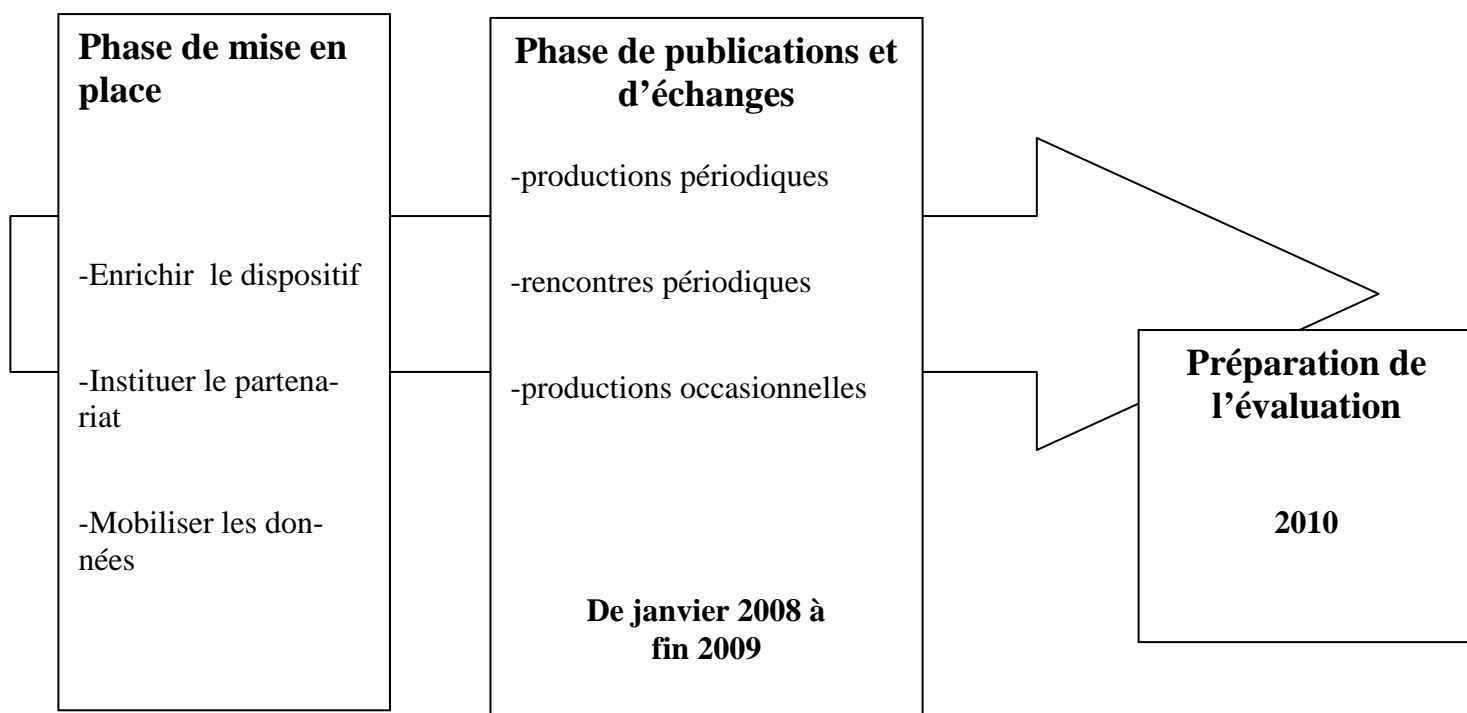 Phase de mise en
place
-Enrichir  le dispositif
-Instituer le partena-
riat
-Mobiliser les don-
nées
Phase de publications et
d’échanges
-productions périodiques
-rencontres périodiques
-productions occasionnelles
De janvier 2008 à
fin 2009
Préparation de
l’évaluation
2010